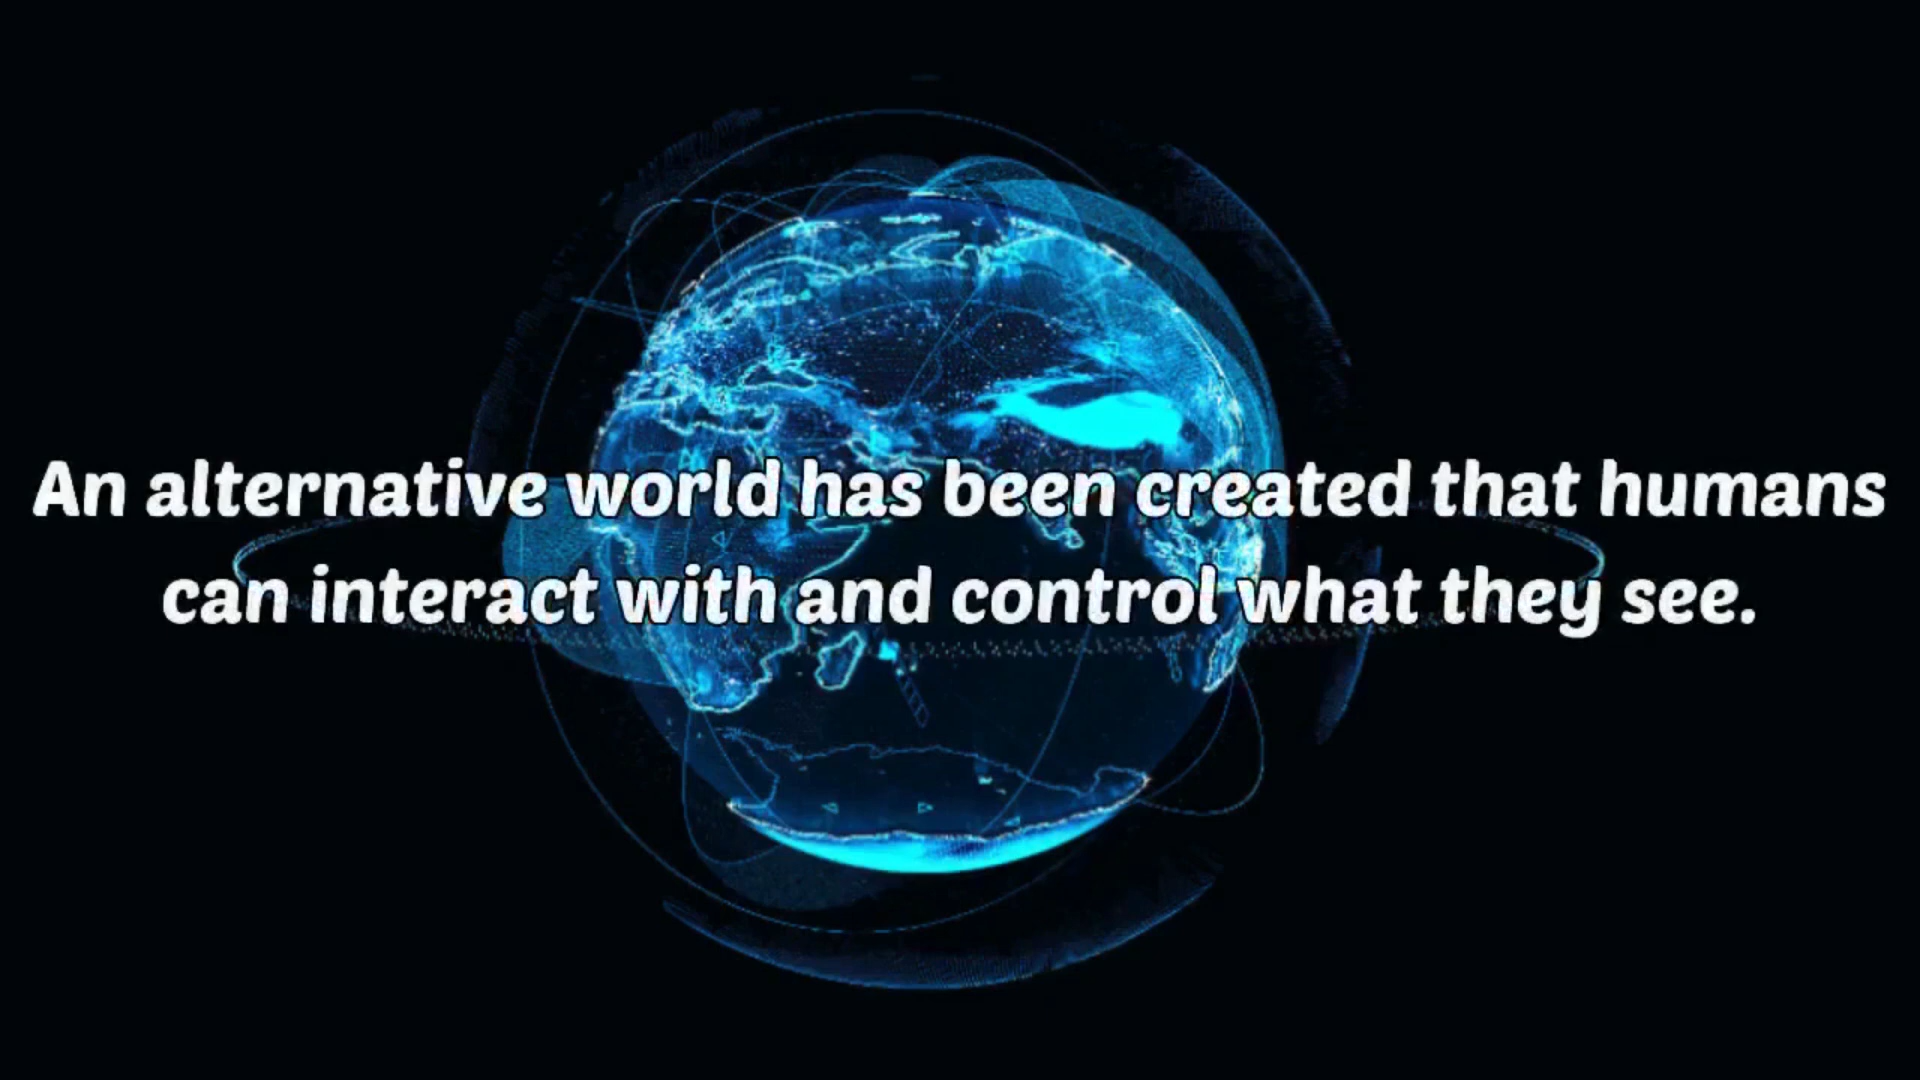 An alternative world has been created that humans
can interact with and control what they see.